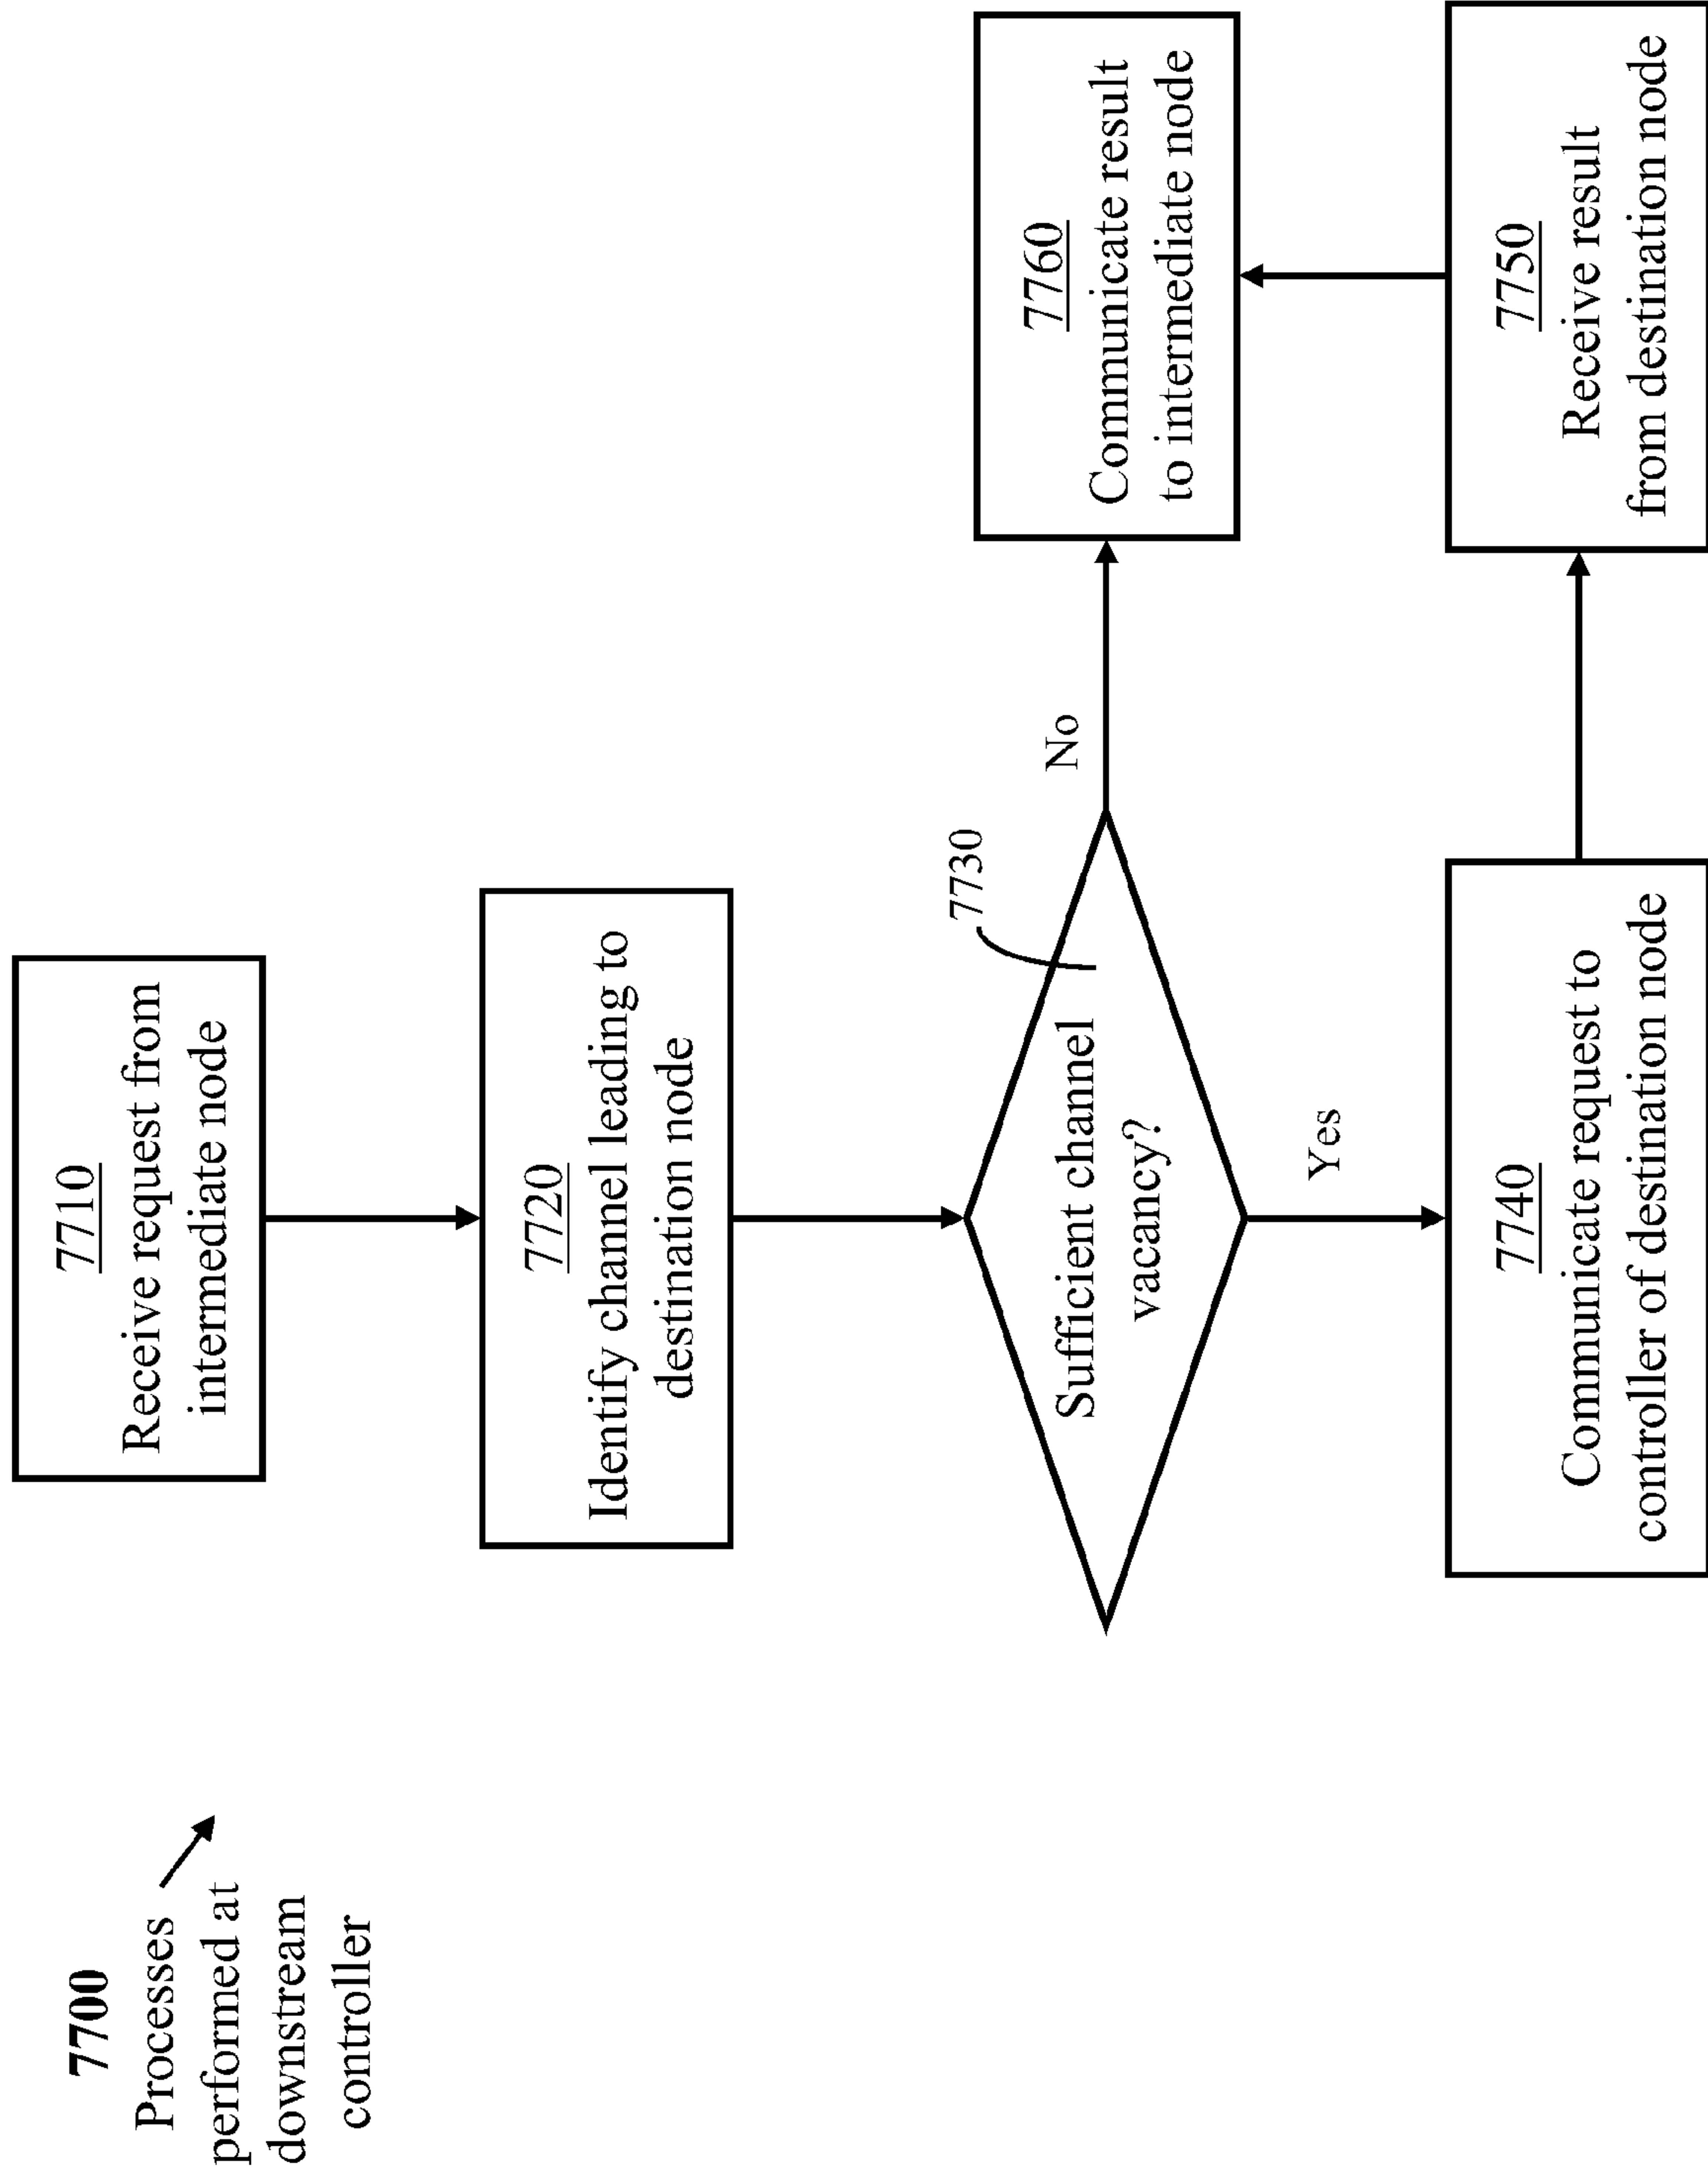 7700
Processes
performed at
downstream
controller
7710
Receive request from
intermediate node
7720
Identify channel leading to
destination node
7730
Sufficient channel
vacancy?
No
Yes
7760
Communicate result
to intermediate node
7740
Communicate request to
controller of destination node
7750
Receive result
from destination node